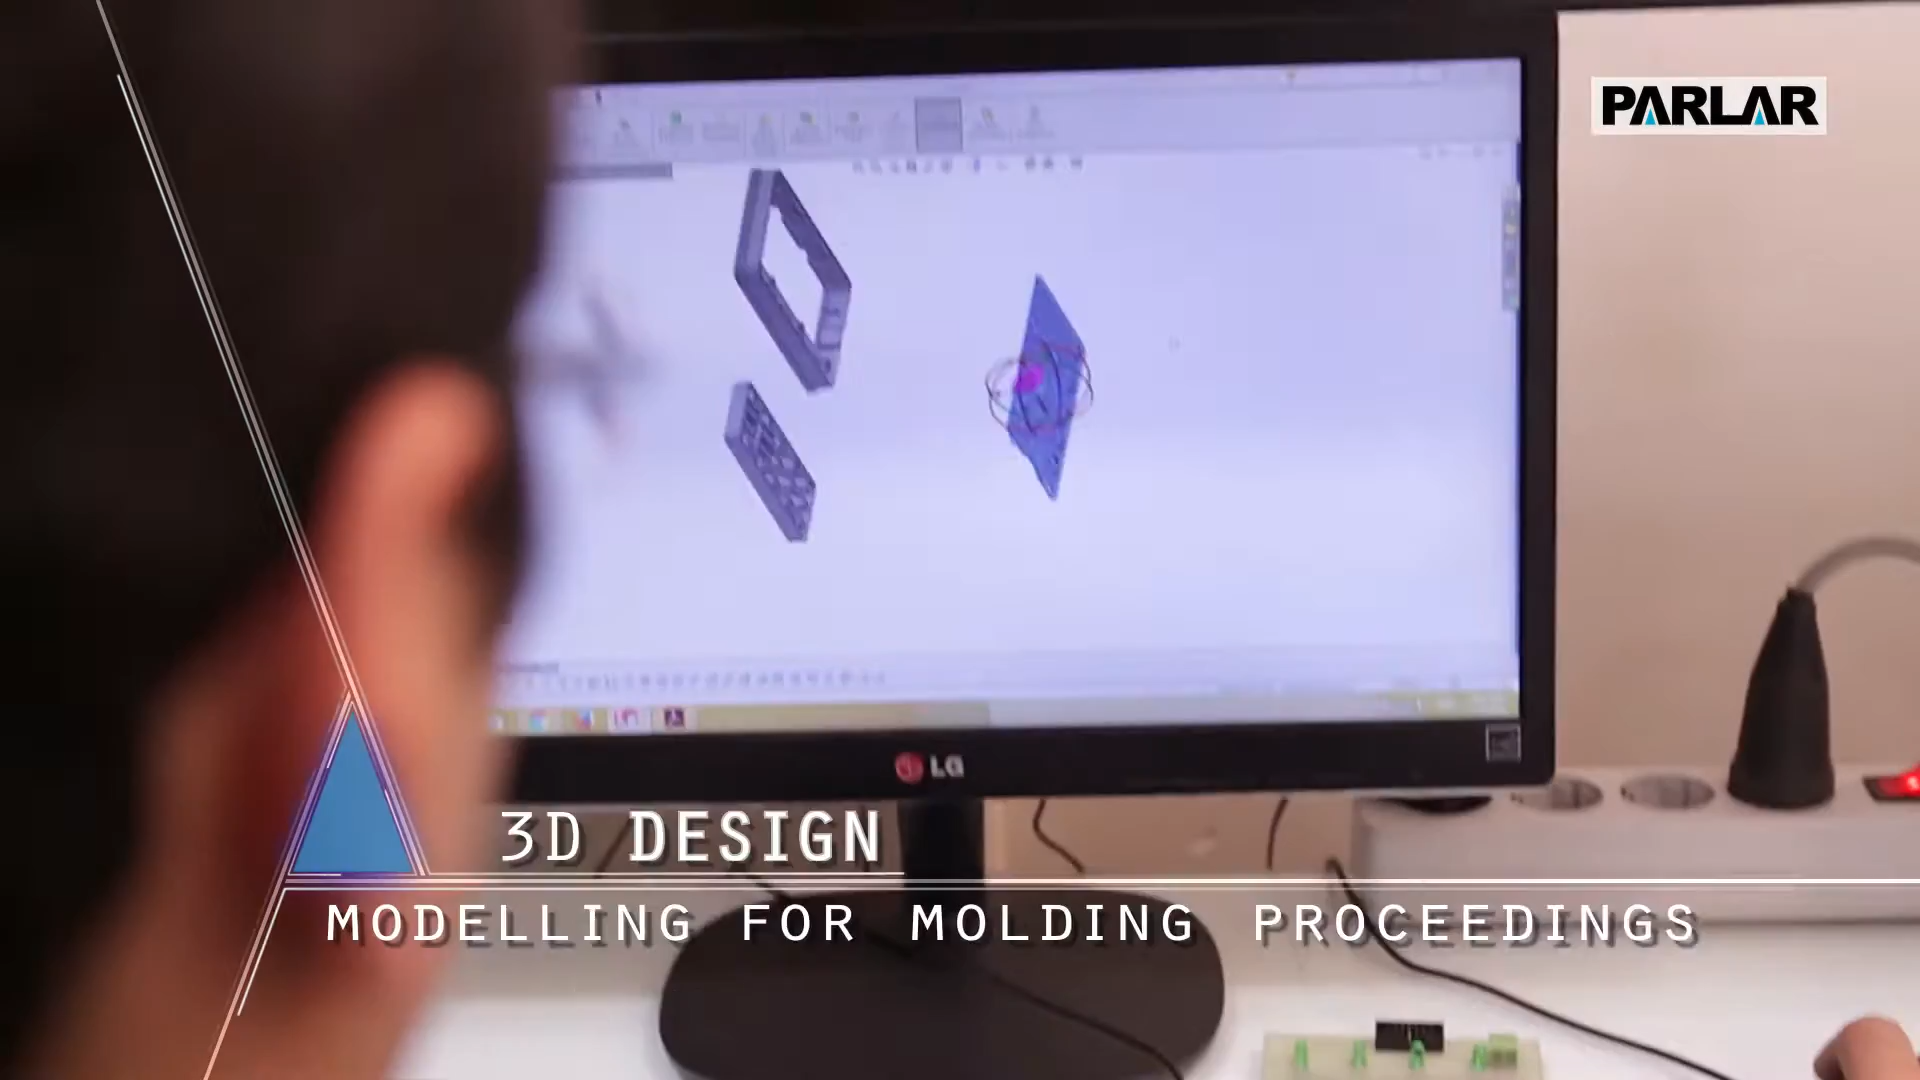 PARLAR
LG
3D DESIGN
MODELLING FOR MOLDING PROCEEDINGS